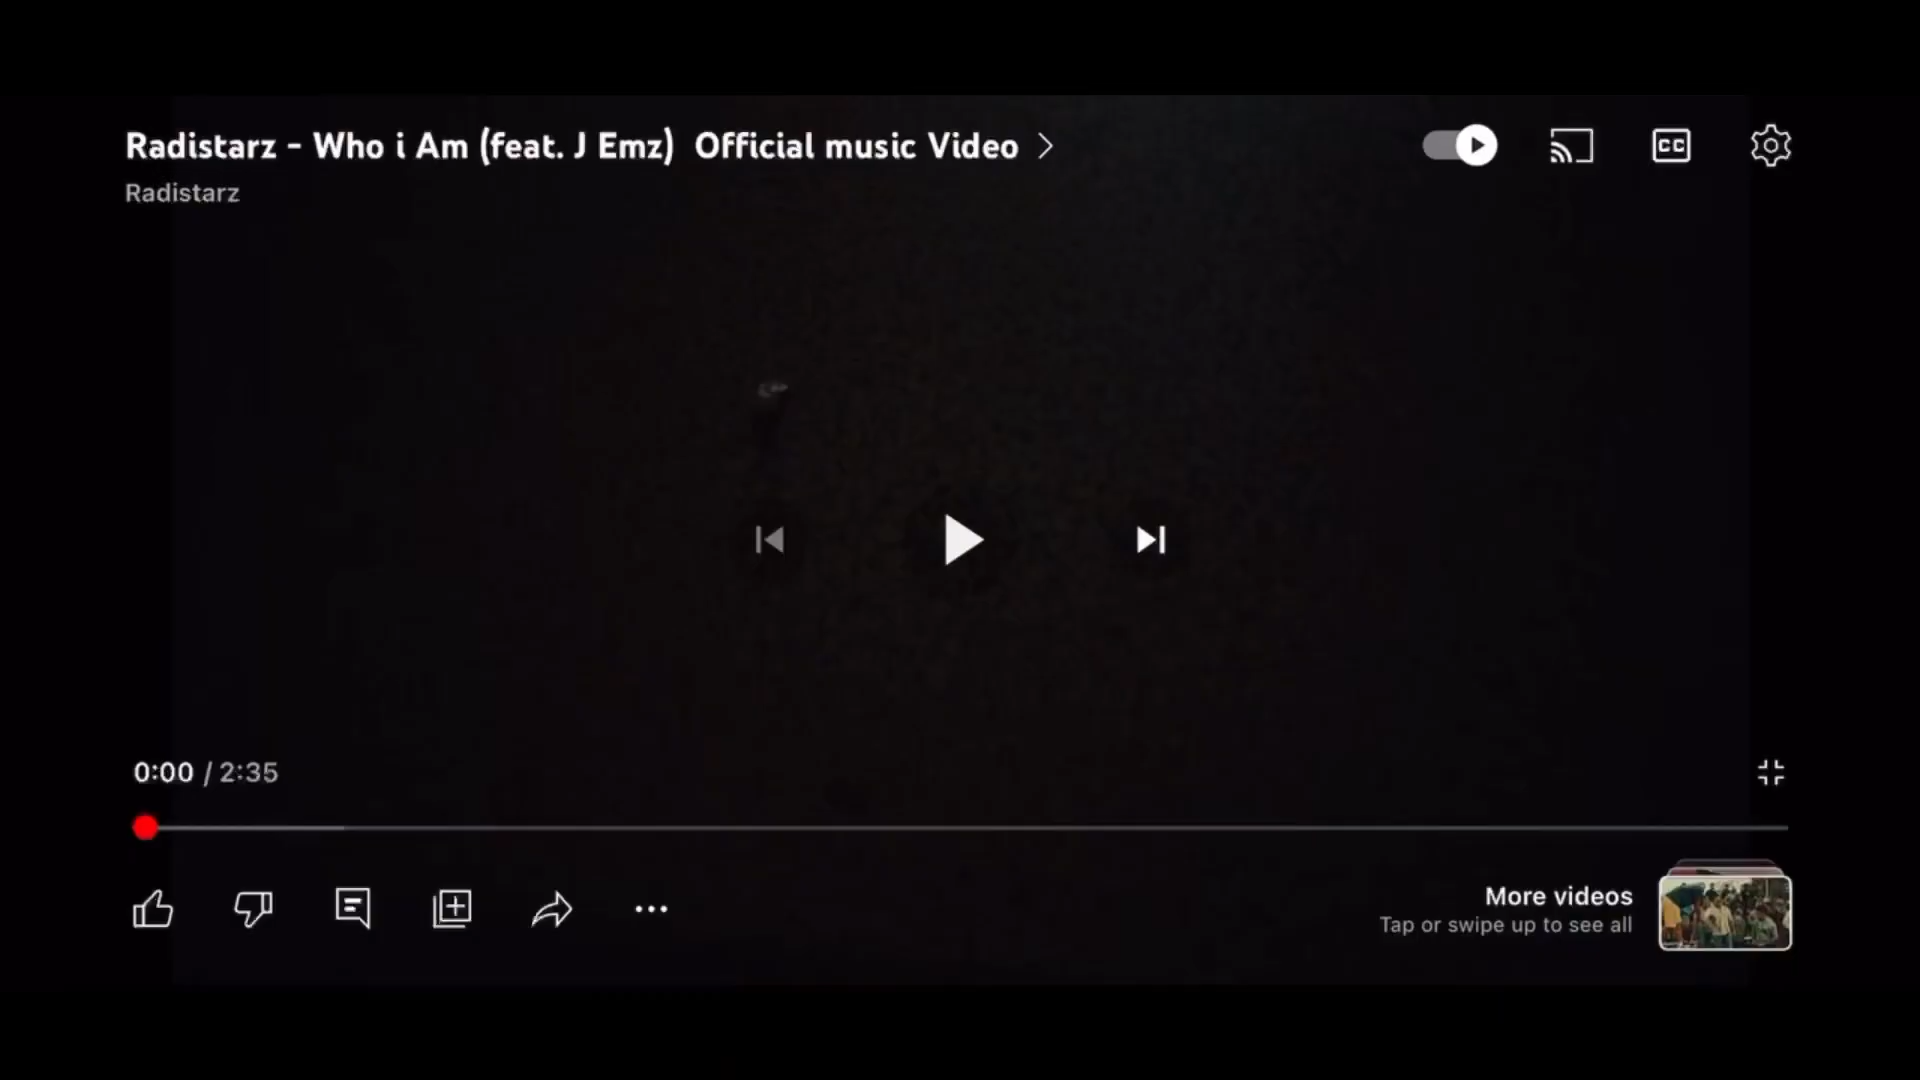 Radistarz - Who i Am (feat. J Emz) Official music Video
Radistarz
CC
0:00 / 2:35
More videos
Tap or swipe up to see all